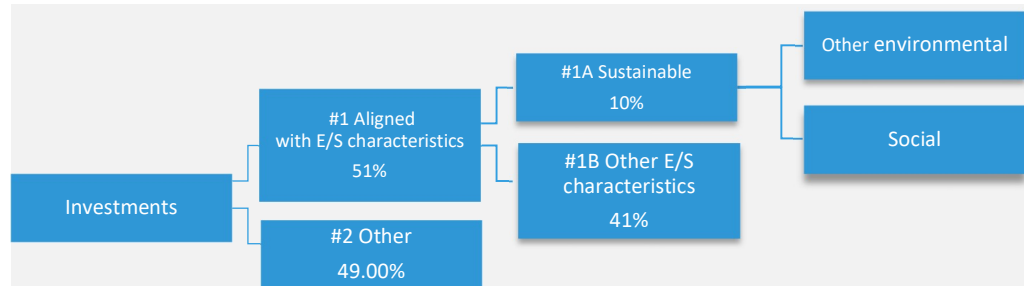 Investments
#1 Aligned
with E/S characteristics
51%
#2 Other
49.00%
#1A Sustainable
10%
#1B Other E/S
characteristics
41%
Other environmental
Social